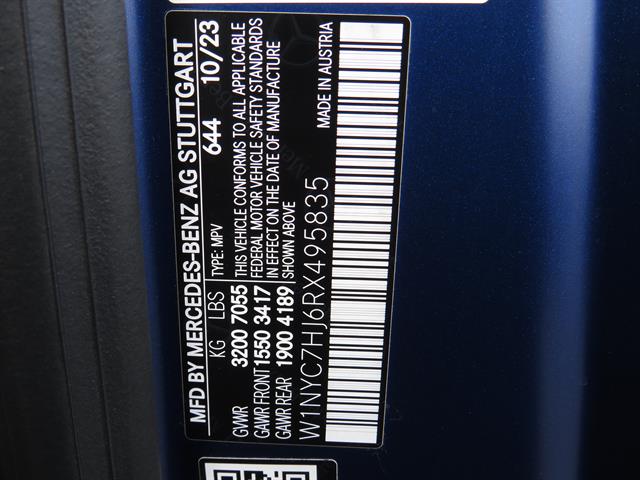 MFD BY MERCEDES-BENZ AG STUTTGART
644 10/23
KG LBS TYPE: MPV
GVWR 3200 7055 THIS VEHICLE CONFORMS TO ALL APPLICABLE
GAWR FRONT 1550 3417 FEDERAL MOTOR VEHICLE SAFETY STANDARDS
GAWR REAR 1900 4189 IN EFFECT ON THE DATE OF MANUFACTURE
SHOWN ABOVE
W1NYC7HJ6RX495835 MADE IN AUSTRIA